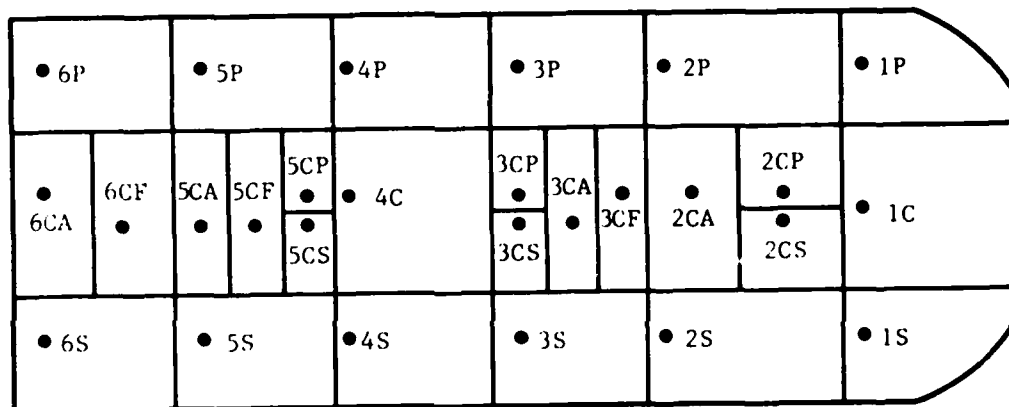 6P 5P 4P 3P 2P 1P
5CP 3CP 2CP
6CF 5CA 5CF 3CA
6CA 4C 3CF 2CA 1C
5CS 3CS 2CS
6S 5S 4S 3S 2S 1S